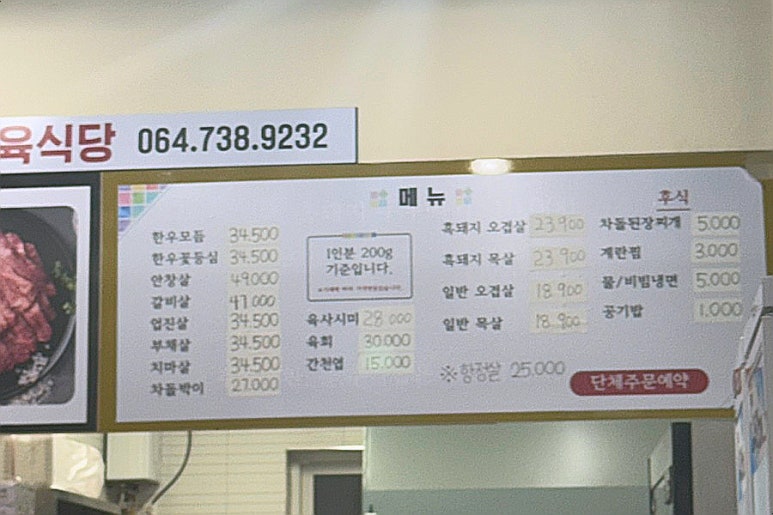 육식당 064.738.9232
메뉴
한우모듬 34.500
한우꽃등심 34.500
안창살 49.000
갈비살 47.000
업진살 34.500
부채살 34.500
치마살 34.500
차돌박이 27.000
1인분 200g
기준입니다.
육사시미 28.000
육회 30.000
간천엽 15.000
흑돼지 오겹살 23.900
흑돼지 목살 23.900
일반 오겹살 18.900
일반 목살 18.900
※항정살 25.000
후식
차돌된장찌개 5.000
계란찜 3.000
물/비빔냉면 5.000
공기밥 1.000
단체주문예약